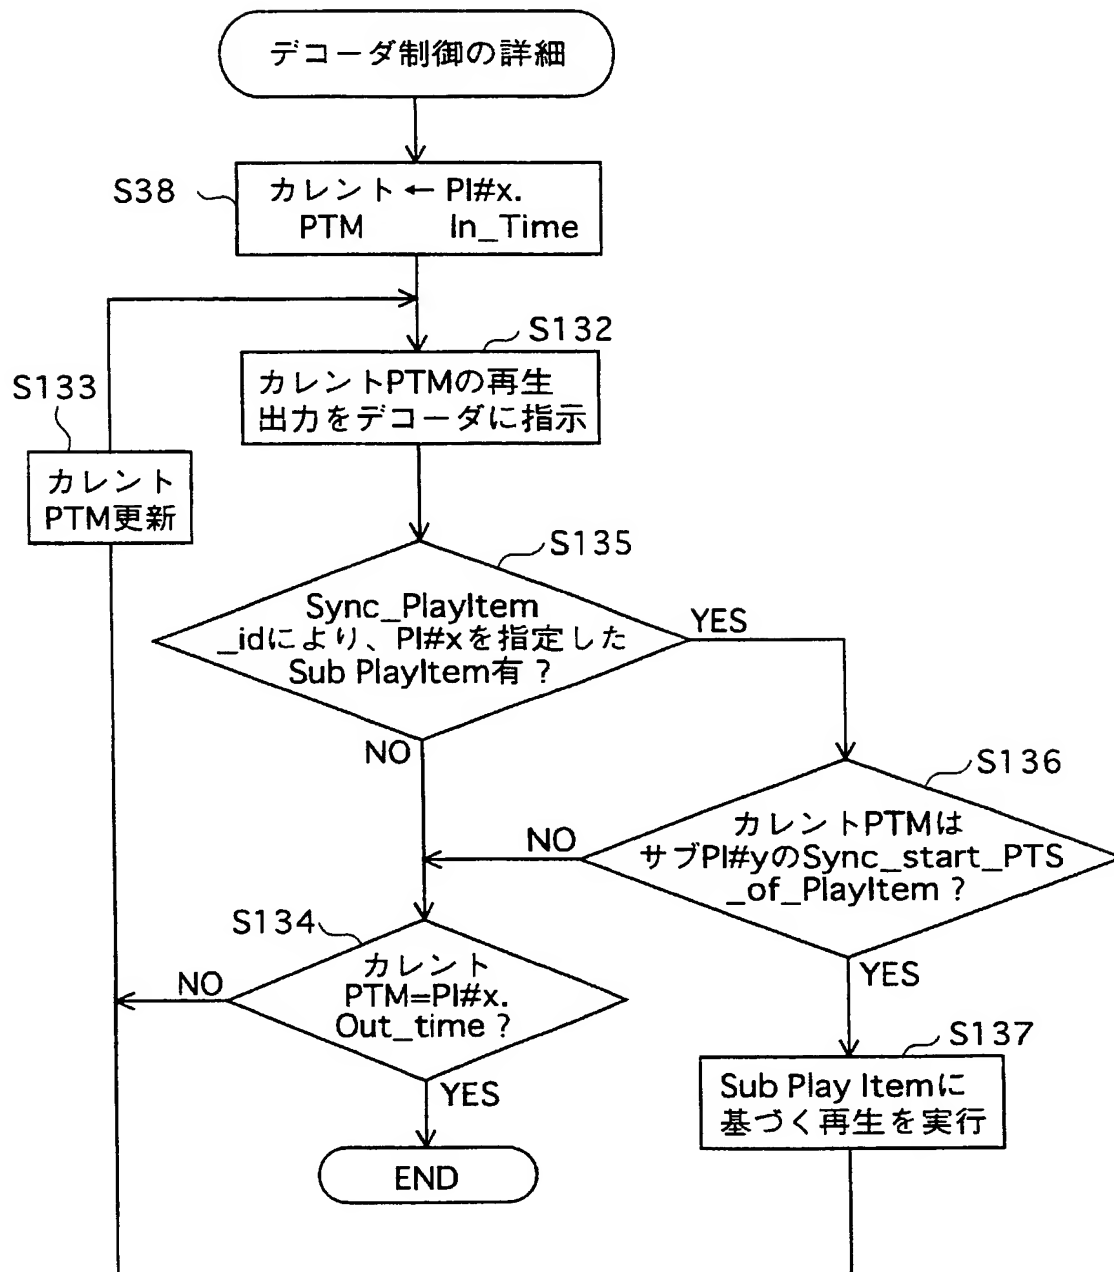 デコーダ制御の詳細
S38
カレント ← PI#x.
PTM In_Time
S132
カレントPTMの再生
出力をデコーダに指示
S133
カレント
PTM更新
S135
Sync_PlayItem
_idにより、PI#xを指定した
Sub PlayItem有？
YES
NO
S136
カレントPTMは
サブPI#yのSync_start_PTS
_of_PlayItem？
NO
YES
S134
カレント
PTM=PI#x.
Out_time？
NO
YES
S137
Sub Play Itemに
基づく再生を実行
END